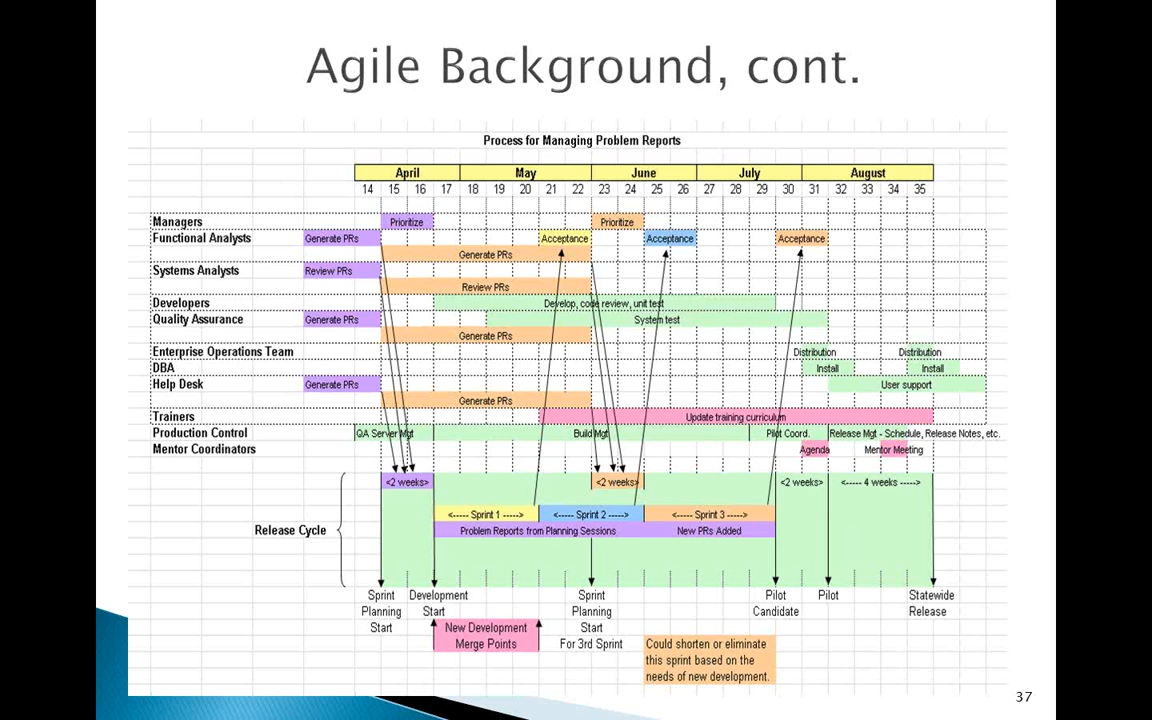 Agile Background, cont.
Process for Managing Problem Reports
April May June July August
14 15 16 17 18 19 20 21 22 23 24 25 26 27 28 29 30 31 32 33 34 35
Managers Prioritize Prioritize
Functional Analysts Generate PRs Acceptance Acceptance Acceptance
Generate PRs
Systems Analysts Review PRs
Review PRs
Developers Develop, code review, unit test
Quality Assurance Generate PRs System test
Generate PRs
Enterprise Operations Team Distribution Distribution
DBA Install Install
Help Desk Generate PRs User support
Generate PRs
Trainers Update training curriculum
Production Control QA Server Mgt Build Mgt Pilot Coord. Release Mgt - Schedule, Release Notes, etc.
Mentor Coordinators Agenda Mentor Meeting
<2 weeks> <2 weeks> <2 weeks> <----- 4 weeks ----->
<----- Sprint 1 -----> <----- Sprint 2 -----> <----- Sprint 3 ----->
Release Cycle Problem Reports from Planning Sessions New PRs Added
Sprint Development Sprint Pilot Pilot Statewide
Planning Start Planning Candidate Release
Start New Development Start
Merge Points For 3rd Sprint Could shorten or eliminate
this sprint based on the
needs of new development.
37